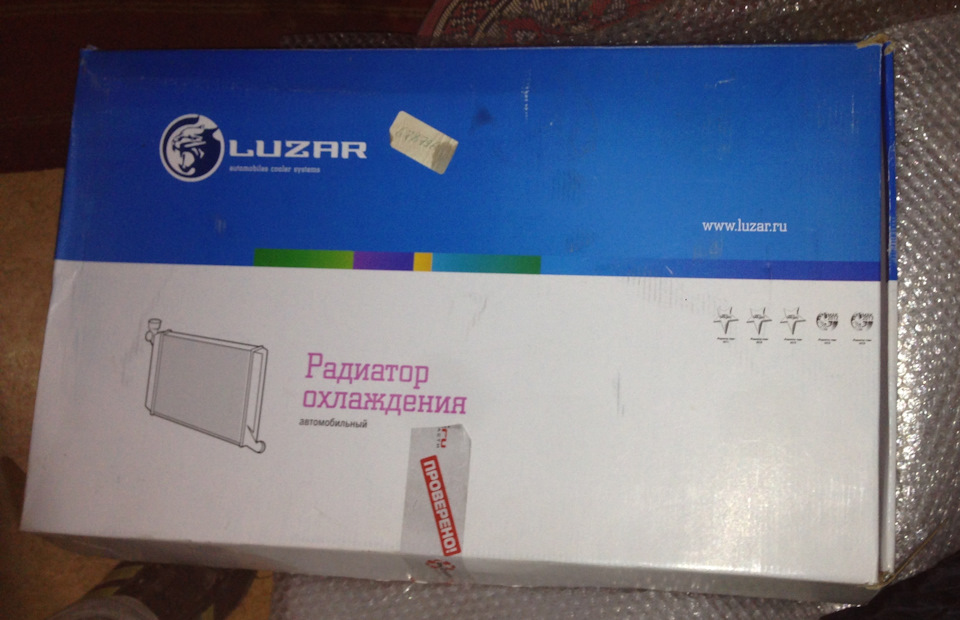 LUZAR
automobiles cooler systems
www.luzar.ru
Радиатор
охлаждения
автомобильный
ПРОВЕРЕНО!